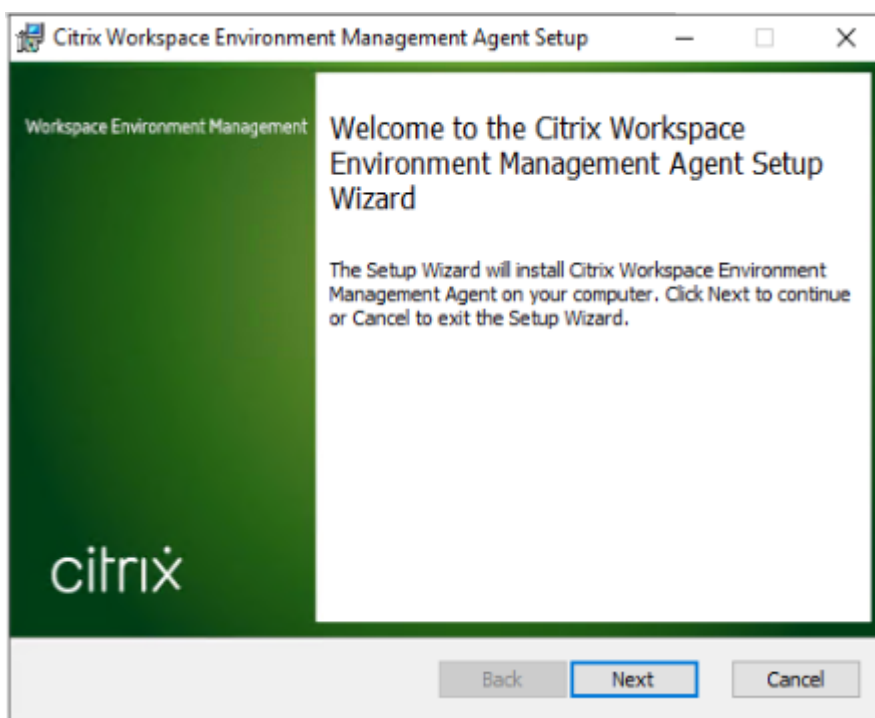 Citrix Workspace Environment Management Agent Setup
Workspace Environment Management
Welcome to the Citrix Workspace
Environment Management Agent Setup
Wizard
The Setup Wizard will install Citrix Workspace Environment
Management Agent on your computer. Click Next to continue
or Cancel to exit the Setup Wizard.
citrix
Back Next Cancel